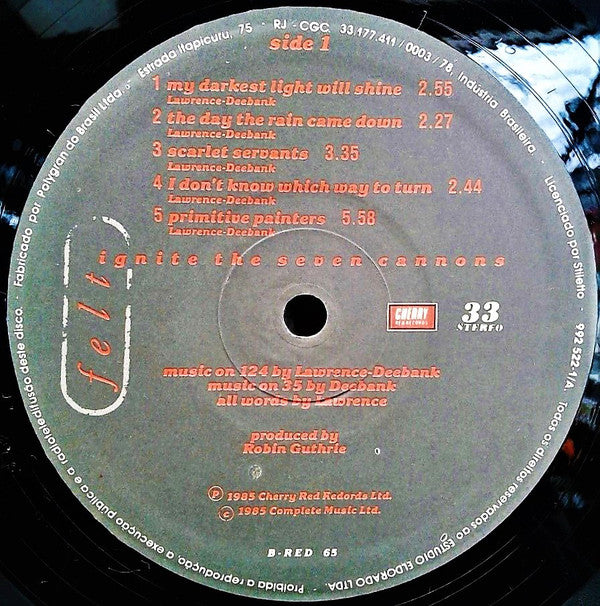 side 1
1 my darkest light will shine 2.55
Lawrence-Deebank
2 the day the rain came down 2.27
Lawrence-Deebank
3 scarlet servants 3.35
Lawrence-Deebank
4 I don't know which way to turn 2.44
Lawrence-Deebank
5 primitive painters 5.58
Lawrence-Deebank
ignite the seven cannons
felt
CHERRY
RED RECORDS
33
STEREO
music on 124 by Lawrence-Deebank
music on 35 by Deebank
all words by Lawrence
produced by
Robin Guthrie
Ⓟ 1985 Cherry Red Redords Ltd.
© 1985 Complete Music Ltd.
B-RED 65
Proibida a reprodução, a execução pública e a radioteledifusão deste disco. · Fabricado por Polygran do Brasil Ltda. · Estrada Itapicuru, 75 · RJ - CGC 33.177.411/0003/78. Indústria Brasileira. · Licenciado por Stiletto · 992 522-1/A · Todos os direitos reservados ao ESTUDIO ELDORADO LTDA.